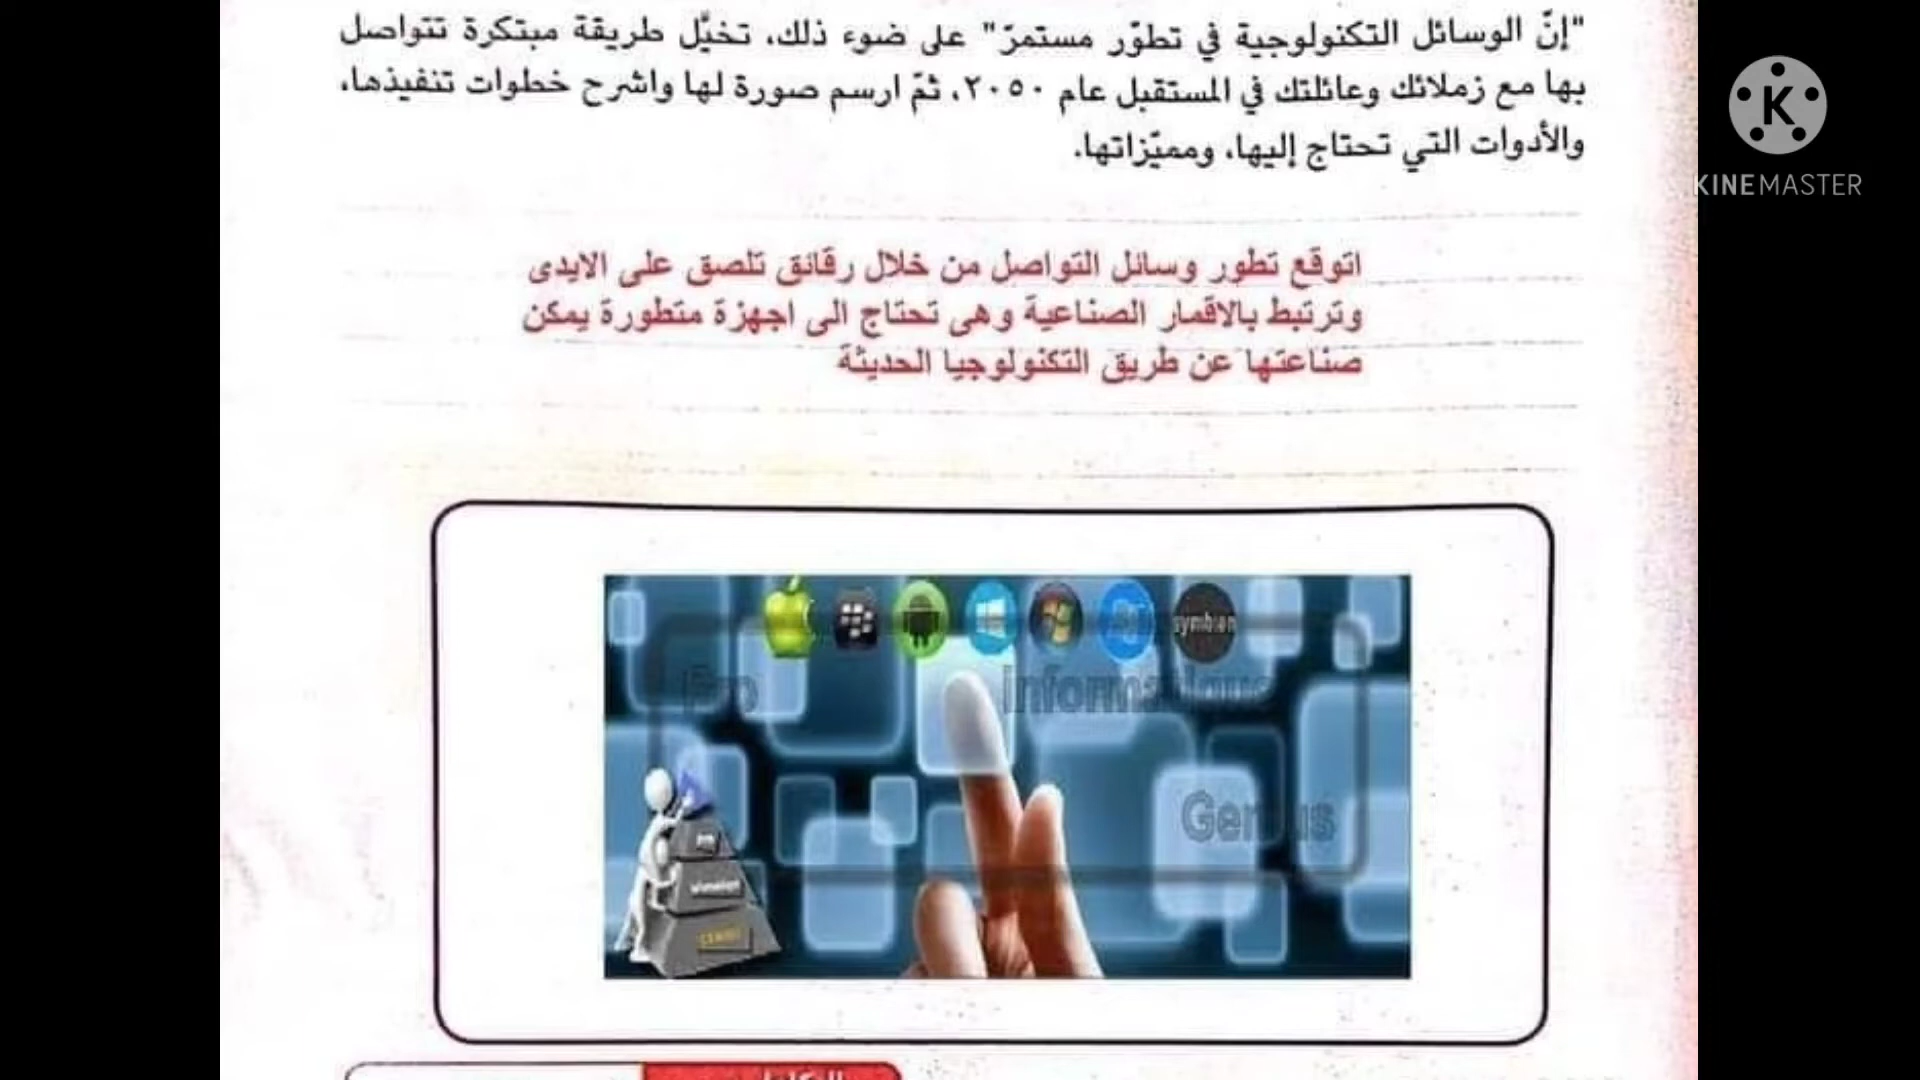 "إنّ الوسائل التكنولوجية في تطوّر مستمرّ" على ضوء ذلك، تخيّل طريقة مبتكرة تتواصل
بها مع زملائك وعائلتك في المستقبل عام ٢٠٥٠، ثمّ ارسم صورة لها واشرح خطوات تنفيذها،
والأدوات التي تحتاج إليها، ومميّزاتها.
K
KINEMASTER
اتوقع تطور وسائل التواصل من خلال رقائق تلصق على الايدى
وترتبط بالاقمار الصناعية وهى تحتاج الى اجهزة متطورة يمكن
صناعتها عن طريق التكنولوجيا الحديثة
symbian
Pro informatique
Genius